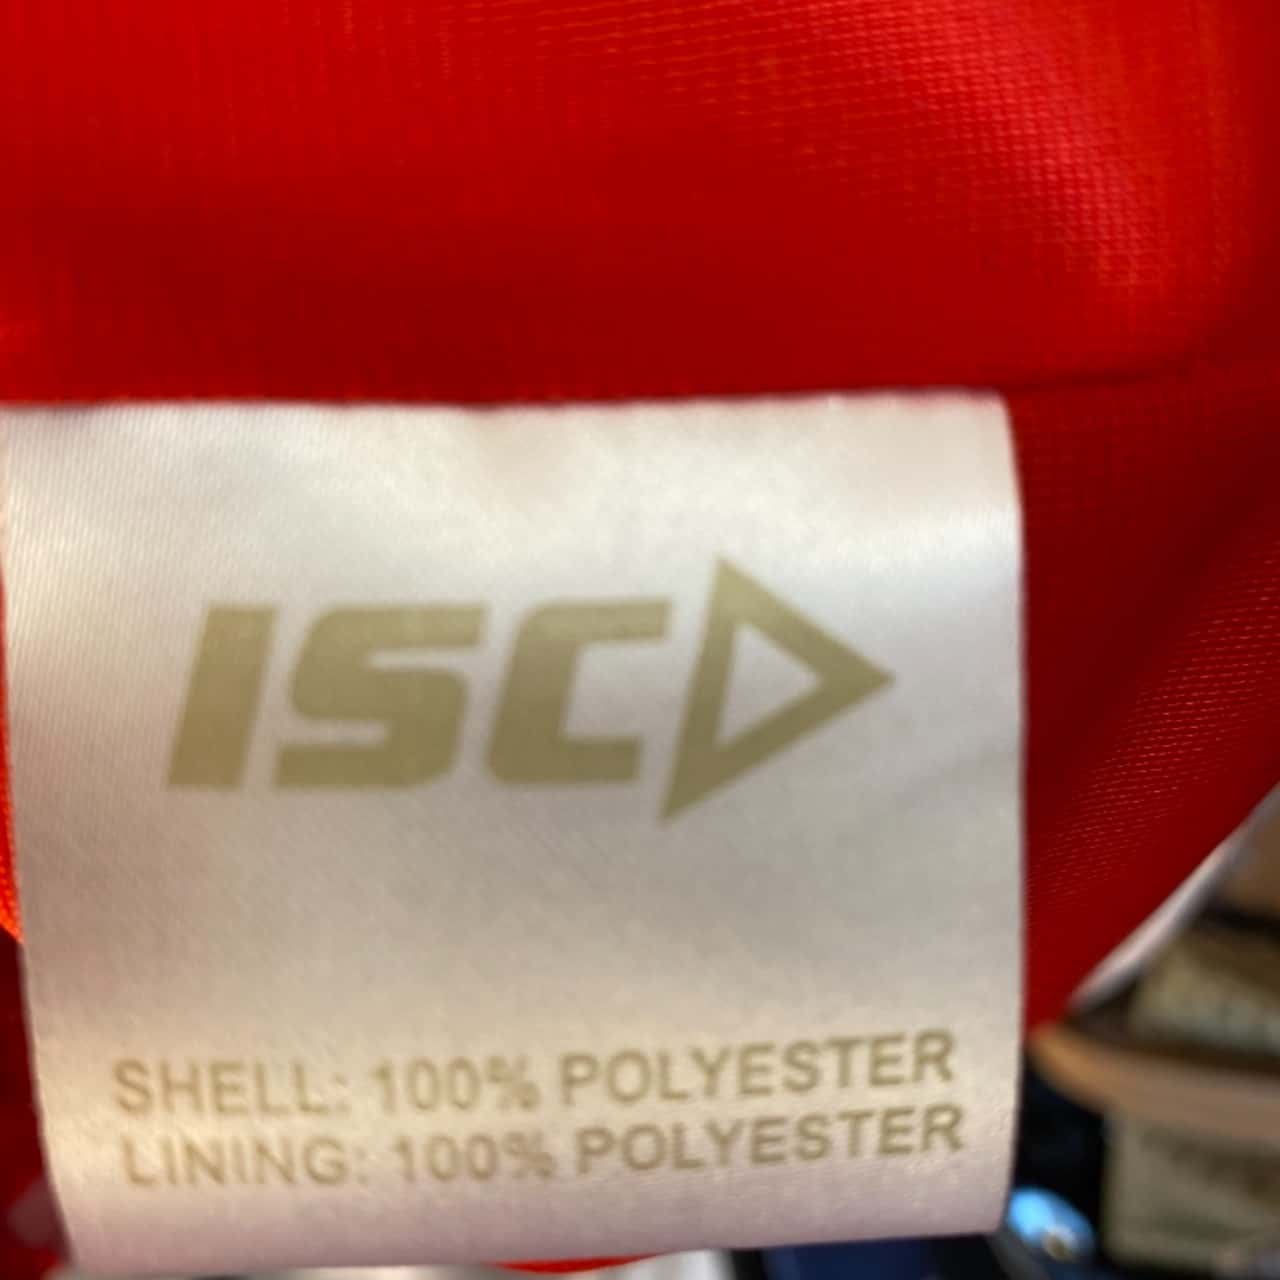 ISC
SHELL: 100% POLYESTER
LINING: 100% POLYESTER